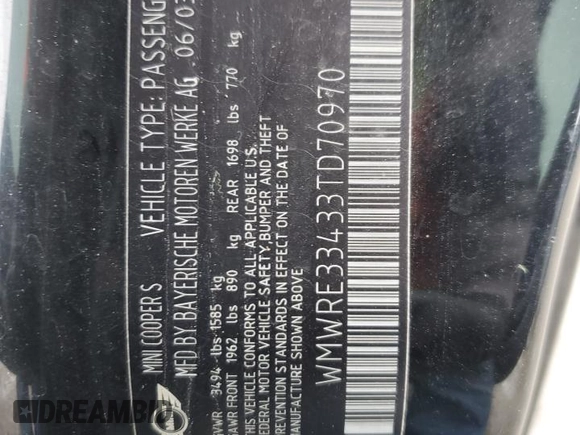 MINI COOPER S VEHICLE TYPE: PASSENG
MFD BY: BAYERISCHE MOTOREN WERKE AG 06/03
GVWR 3494 lbs 1585 kg
GAWR FRONT 1962 lbs 890 kg REAR 1698 lbs 770 kg
VEHICLE CONFORMS TO ALL APPLICABLE U.S.
FEDERAL MOTOR VEHICLE SAFETY, BUMPER AND THEFT
PREVENTION STANDARDS IN EFFECT ON THE DATE OF
MANUFACTURE SHOWN ABOVE
WMWRE33433TD70970
DREAMBID